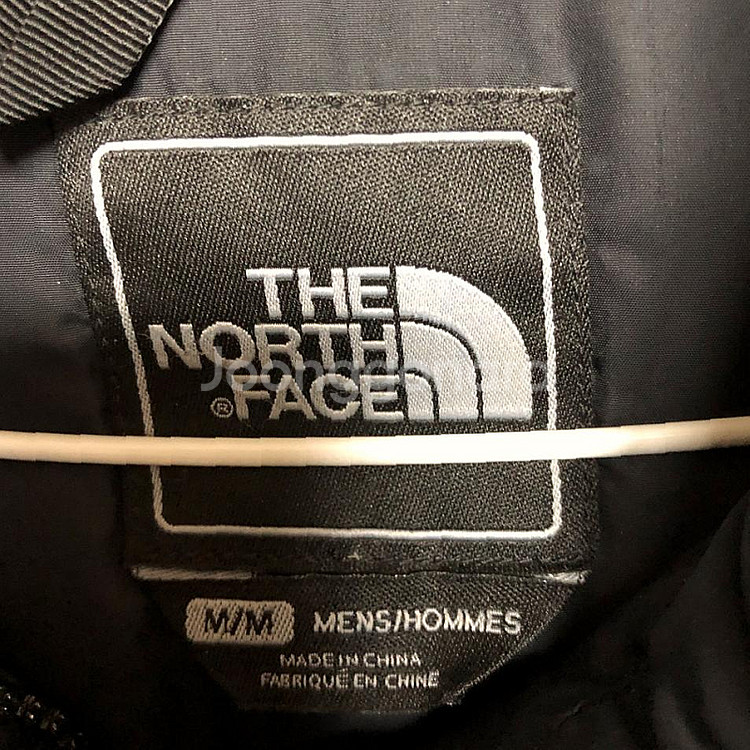 THE
NORTH
® FACE
M/M MENS/HOMMES
MADE IN CHINA
FABRIQUÉ EN CHINE